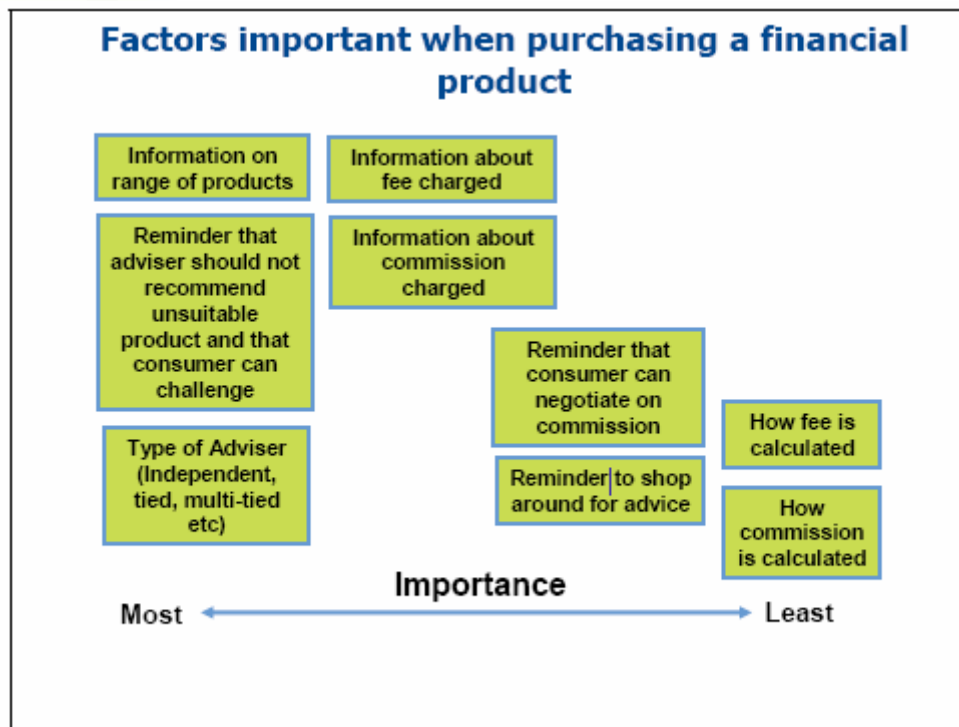 Factors important when purchasing a financial
product
Information on
range of products
Information about
fee charged
Reminder that
adviser should not
recommend
unsuitable
product and that
consumer can
challenge
Information about
commission
charged
Reminder that
consumer can
negotiate on
commission
How fee is
calculated
Type of Adviser
(Independent,
tied, multi-tied
etc)
Reminder to shop
around for advice
How
commission
is calculated
Importance
Most
Least